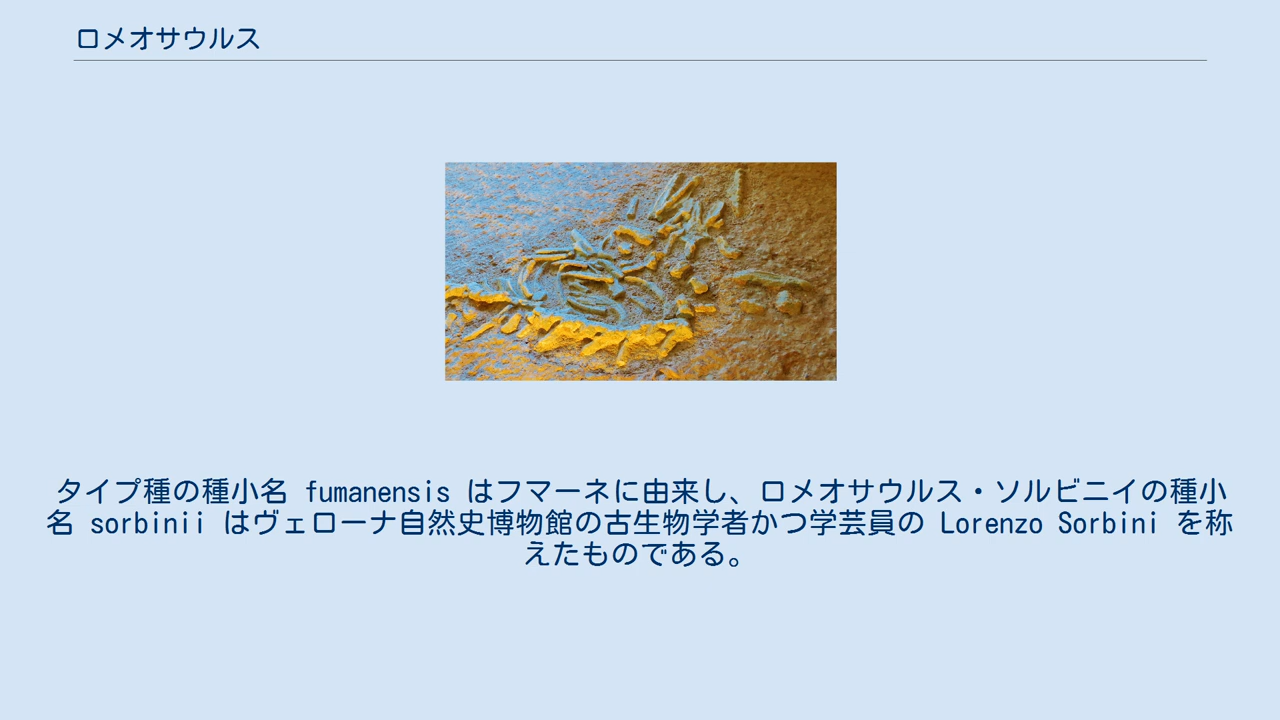 ロメオサウルス
タイプ種の種小名 fumanensis はフマーネに由来し、ロメオサウルス・ソルビニイの種小
名 sorbinii はヴェローナ自然史博物館の古生物学者かつ学芸員の Lorenzo Sorbini を称
えたものである。